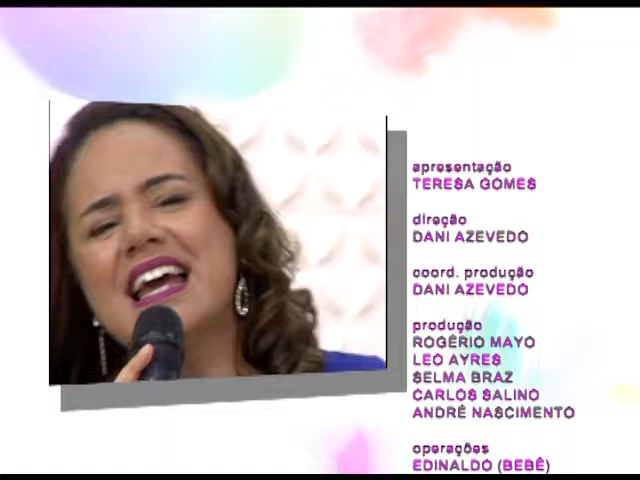 apresentação
TERESA GOMES
direção
DANI AZEVEDO
coord. produção
DANI AZEVEDO
produção
ROGÉRIO MAYO
LEO AYRES
SELMA BRAZ
CARLOS SALINO
ANDRÉ NASCIMENTO
operações
EDINALDO (BEBÊ)